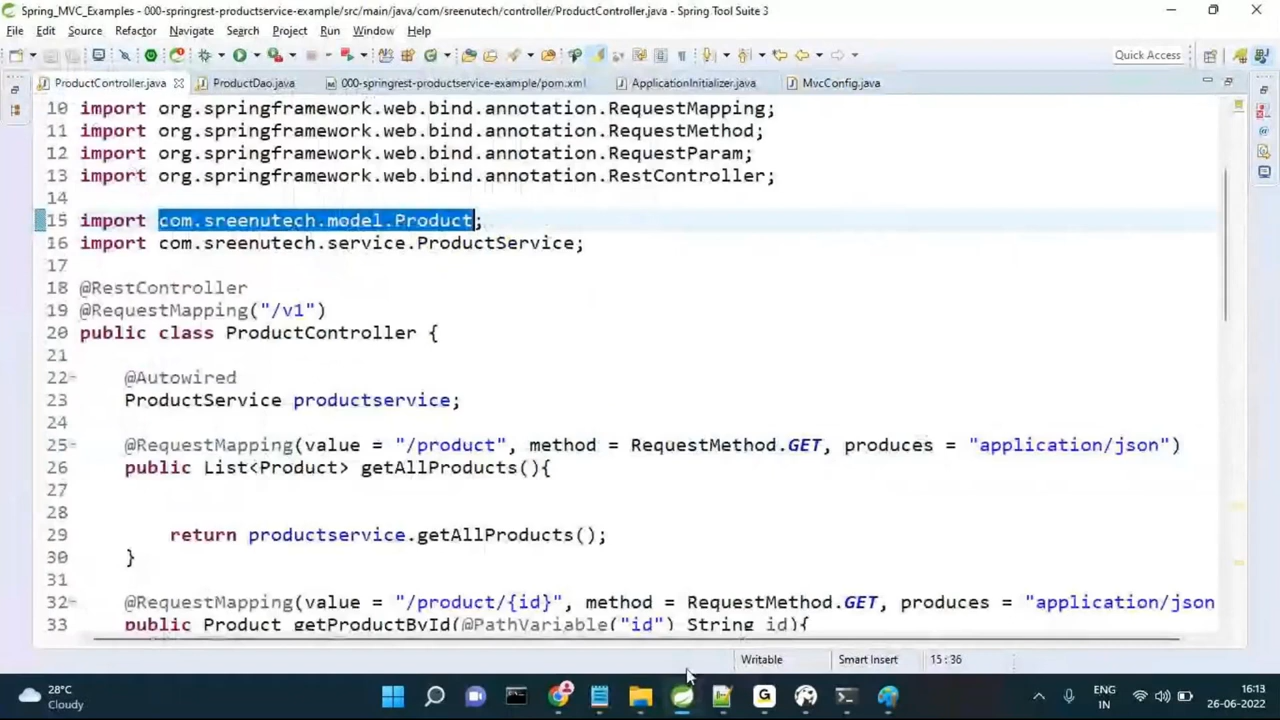 Spring_MVC_Examples - 000-springrest-productservice-example/src/main/java/com/sreenutech/controller/ProductController.java - Spring Tool Suite 3
File Edit Source Refactor Navigate Search Project Run Window Help
Quick Access
ProductController.java ProductDao.java 000-springrest-productservice-example/pom.xml ApplicationInitializer.java MvcConfig.java
10 import org.springframework.web.bind.annotation.RequestMapping;
11 import org.springframework.web.bind.annotation.RequestMethod;
12 import org.springframework.web.bind.annotation.RequestParam;
13 import org.springframework.web.bind.annotation.RestController;
14
15 import com.sreenutech.model.Product;
16 import com.sreenutech.service.ProductService;
17
18 @RestController
19 @RequestMapping("/v1")
20 public class ProductController {
21
22 @Autowired
23 ProductService productservice;
24
25 @RequestMapping(value = "/product", method = RequestMethod.GET, produces = "application/json")
26 public List<Product> getAllProducts(){
27
28
29 return productservice.getAllProducts();
30 }
31
32 @RequestMapping(value = "/product/{id}", method = RequestMethod.GET, produces = "application/json
33 public Product getProductById(@PathVariable("id") String id){
Writable Smart Insert 15 : 36
28°C
Cloudy
ENG
IN
16:13
26-06-2022